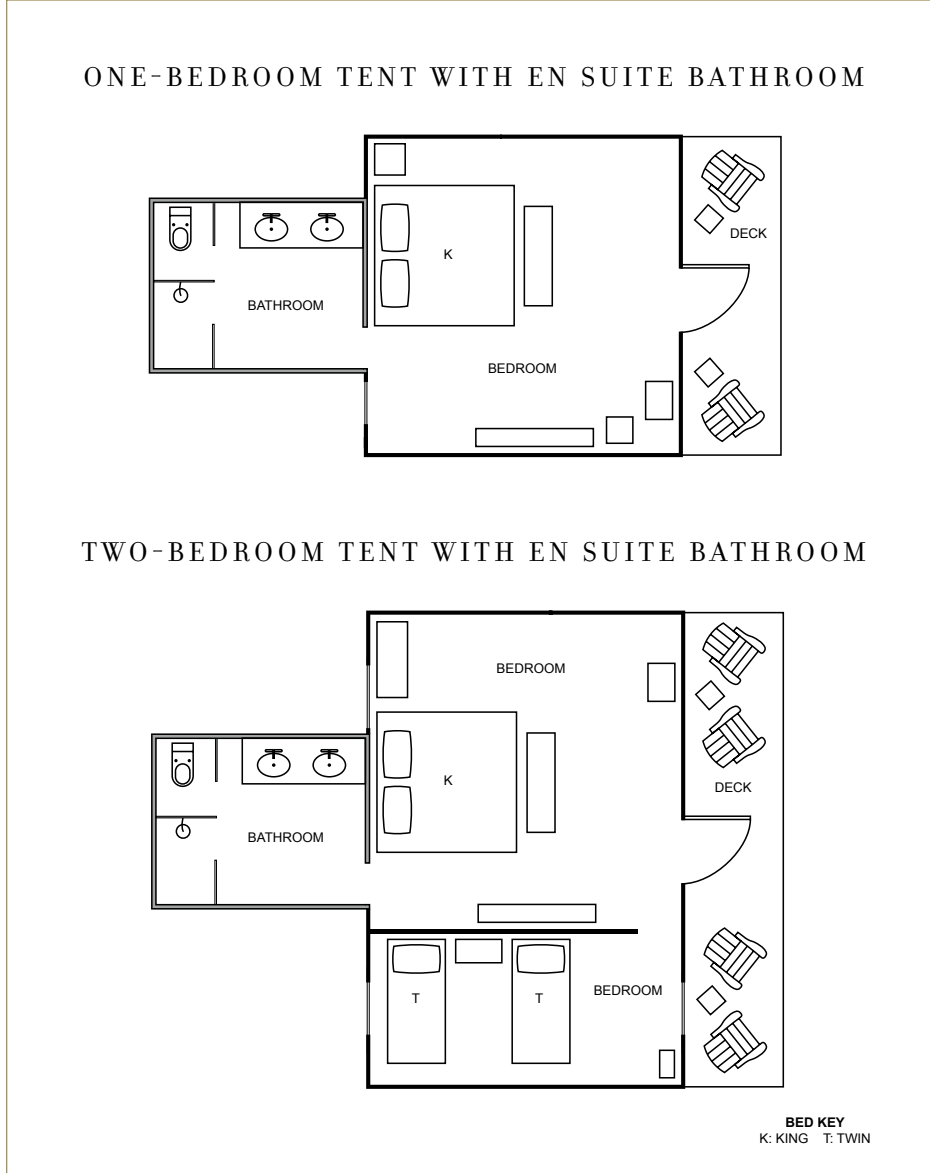 ONE-BEDROOM TENT WITH EN SUITE BATHROOM
DECK
K
BATHROOM
BEDROOM
TWO-BEDROOM TENT WITH EN SUITE BATHROOM
BEDROOM
K
DECK
BATHROOM
BEDROOM
T
T
BED KEY
K: KING T: TWIN